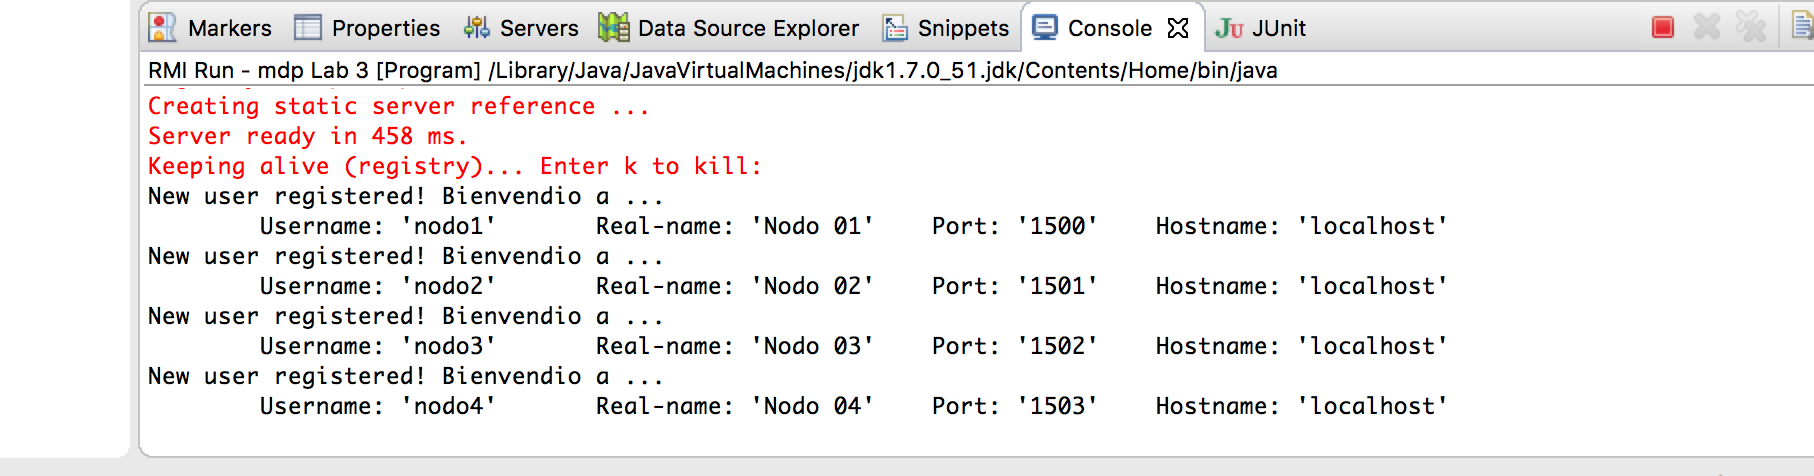 Markers Properties Servers Data Source Explorer Snippets Console JUnit
RMI Run - mdp Lab 3 [Program] /Library/Java/JavaVirtualMachines/jdk1.7.0_51.jdk/Contents/Home/bin/java
Creating static server reference ...
Server ready in 458 ms.
Keeping alive (registry)... Enter k to kill:
New user registered! Bienvendio a ...
Username: 'nodo1' Real-name: 'Nodo 01' Port: '1500' Hostname: 'localhost'
New user registered! Bienvendio a ...
Username: 'nodo2' Real-name: 'Nodo 02' Port: '1501' Hostname: 'localhost'
New user registered! Bienvendio a ...
Username: 'nodo3' Real-name: 'Nodo 03' Port: '1502' Hostname: 'localhost'
New user registered! Bienvendio a ...
Username: 'nodo4' Real-name: 'Nodo 04' Port: '1503' Hostname: 'localhost'